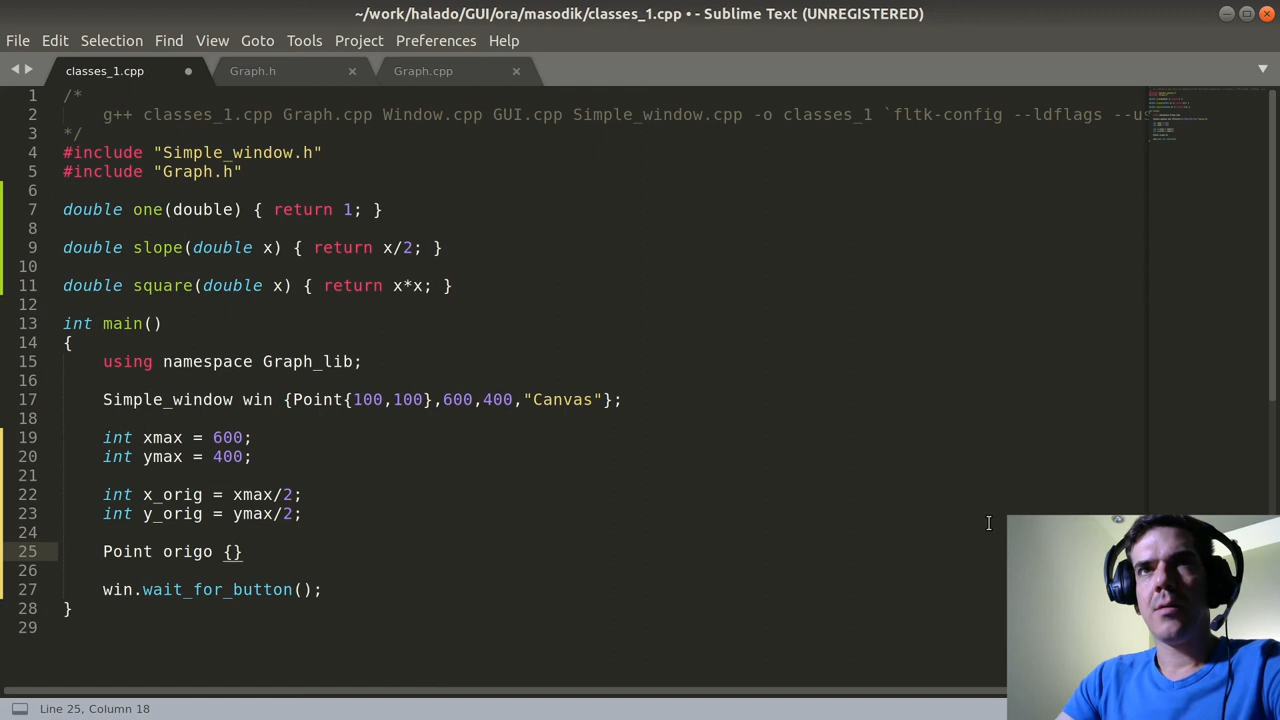 ~/work/halado/GUI/ora/masodik/classes_1.cpp • - Sublime Text (UNREGISTERED)
File Edit Selection Find View Goto Tools Project Preferences Help
classes_1.cpp Graph.h Graph.cpp
1 /*
2 g++ classes_1.cpp Graph.cpp Window.cpp GUI.cpp Simple_window.cpp -o classes_1 `fltk-config --ldflags --us
3 */
4 #include "Simple_window.h"
5 #include "Graph.h"
6
7 double one(double) { return 1; }
8
9 double slope(double x) { return x/2; }
10
11 double square(double x) { return x*x; }
12
13 int main()
14 {
15 using namespace Graph_lib;
16
17 Simple_window win {Point{100,100},600,400,"Canvas"};
18
19 int xmax = 600;
20 int ymax = 400;
21
22 int x_orig = xmax/2;
23 int y_orig = ymax/2;
24
25 Point origo {}
26
27 win.wait_for_button();
28 }
29
Line 25, Column 18